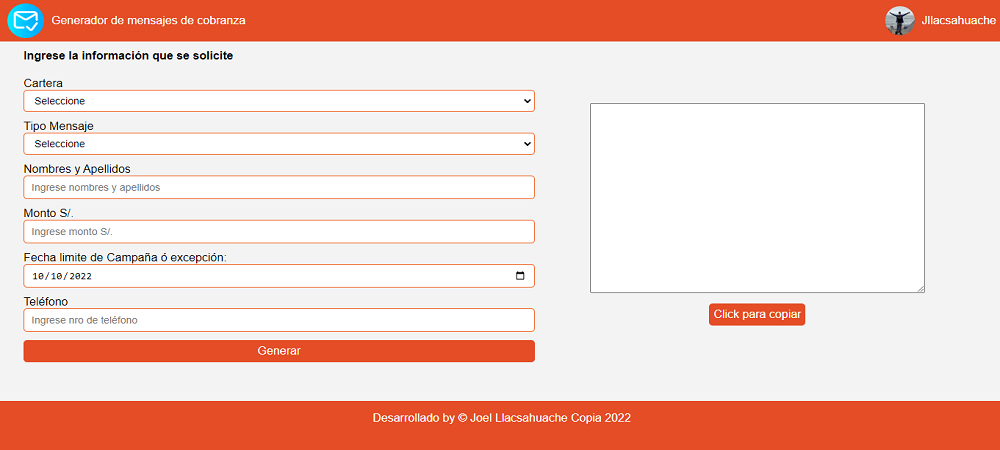 Generador de mensajes de cobranza
Jllacsahuache
Ingrese la información que se solicite
Cartera
Seleccione
Tipo Mensaje
Seleccione
Nombres y Apellidos
Ingrese nombres y apellidos
Monto S/.
Ingrese monto S/.
Fecha limite de Campaña ó excepción:
10/10/2022
Teléfono
Ingrese nro de teléfono
Generar
Click para copiar
Desarrollado by © Joel Llacsahuache Copia 2022